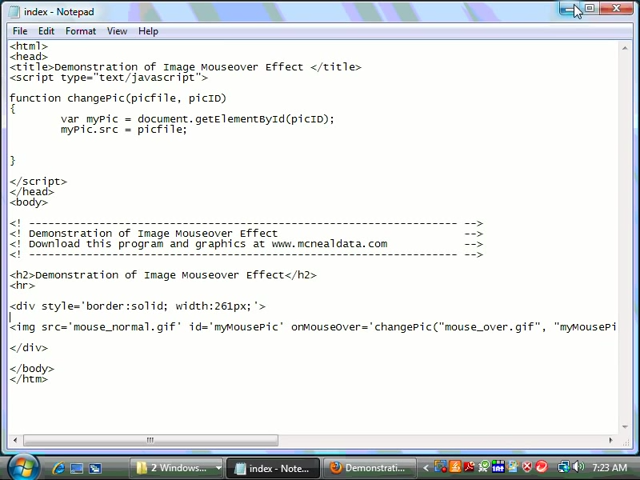 index - Notepad
File Edit Format View Help
<html>
<head>
<title>Demonstration of Image Mouseover Effect </title>
<script type="text/javascript">
function changePic(picfile, picID)
{
var myPic = document.getElementById(picID);
myPic.src = picfile;
}
</script>
</head>
<body>
<! ------------------------------------------------------------------- -->
<! Demonstration of Image Mouseover Effect -->
<! Download this program and graphics at www.mcnealdata.com -->
<! ------------------------------------------------------------------- -->
<h2>Demonstration of Image Mouseover Effect</h2>
<hr>
<div style='border:solid; width:261px;'>
<img src='mouse_normal.gif' id='myMousePic' onMouseOver='changePic("mouse_over.gif", "myMousePi
</div>
</body>
</htm>
2 Windows... index - Note... Demonstrati... 7:23 AM